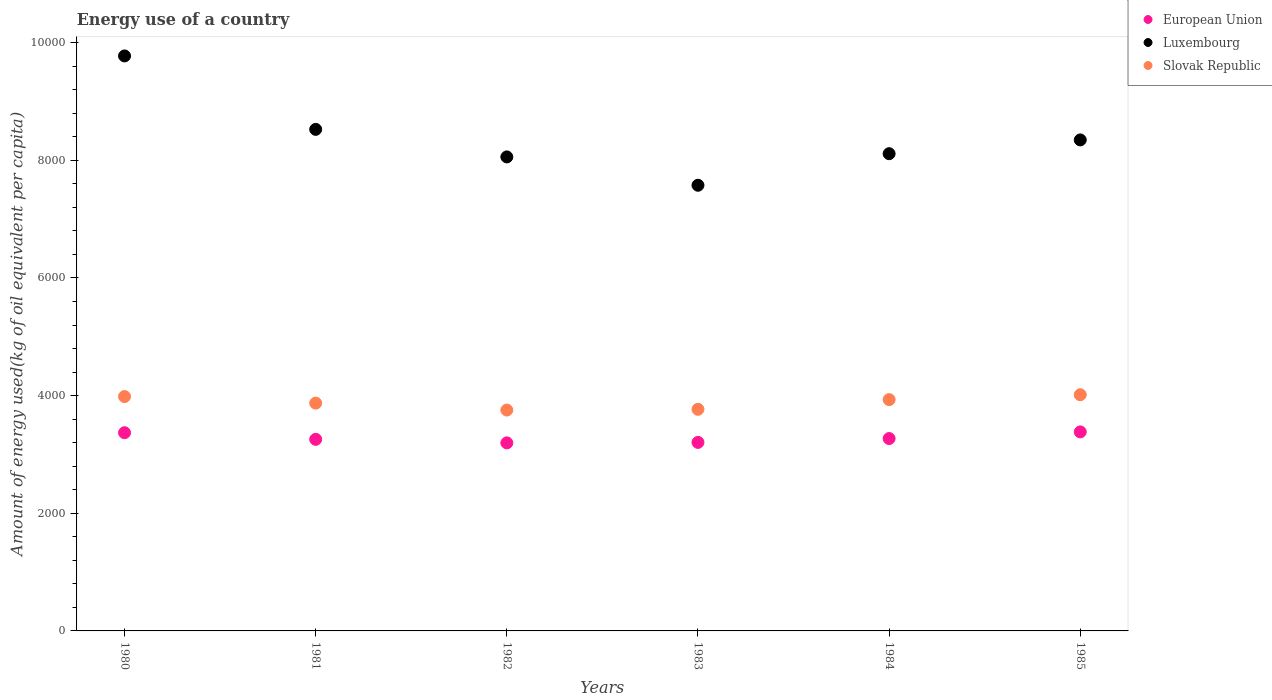 Energy use of a country
European Union
Luxembourg
Slovak Republic
Amount of energy used(kg of oil equivalent per capita)
10000
8000
6000
4000
2000
0
1980
1981
1982
1983
1984
1985
Years